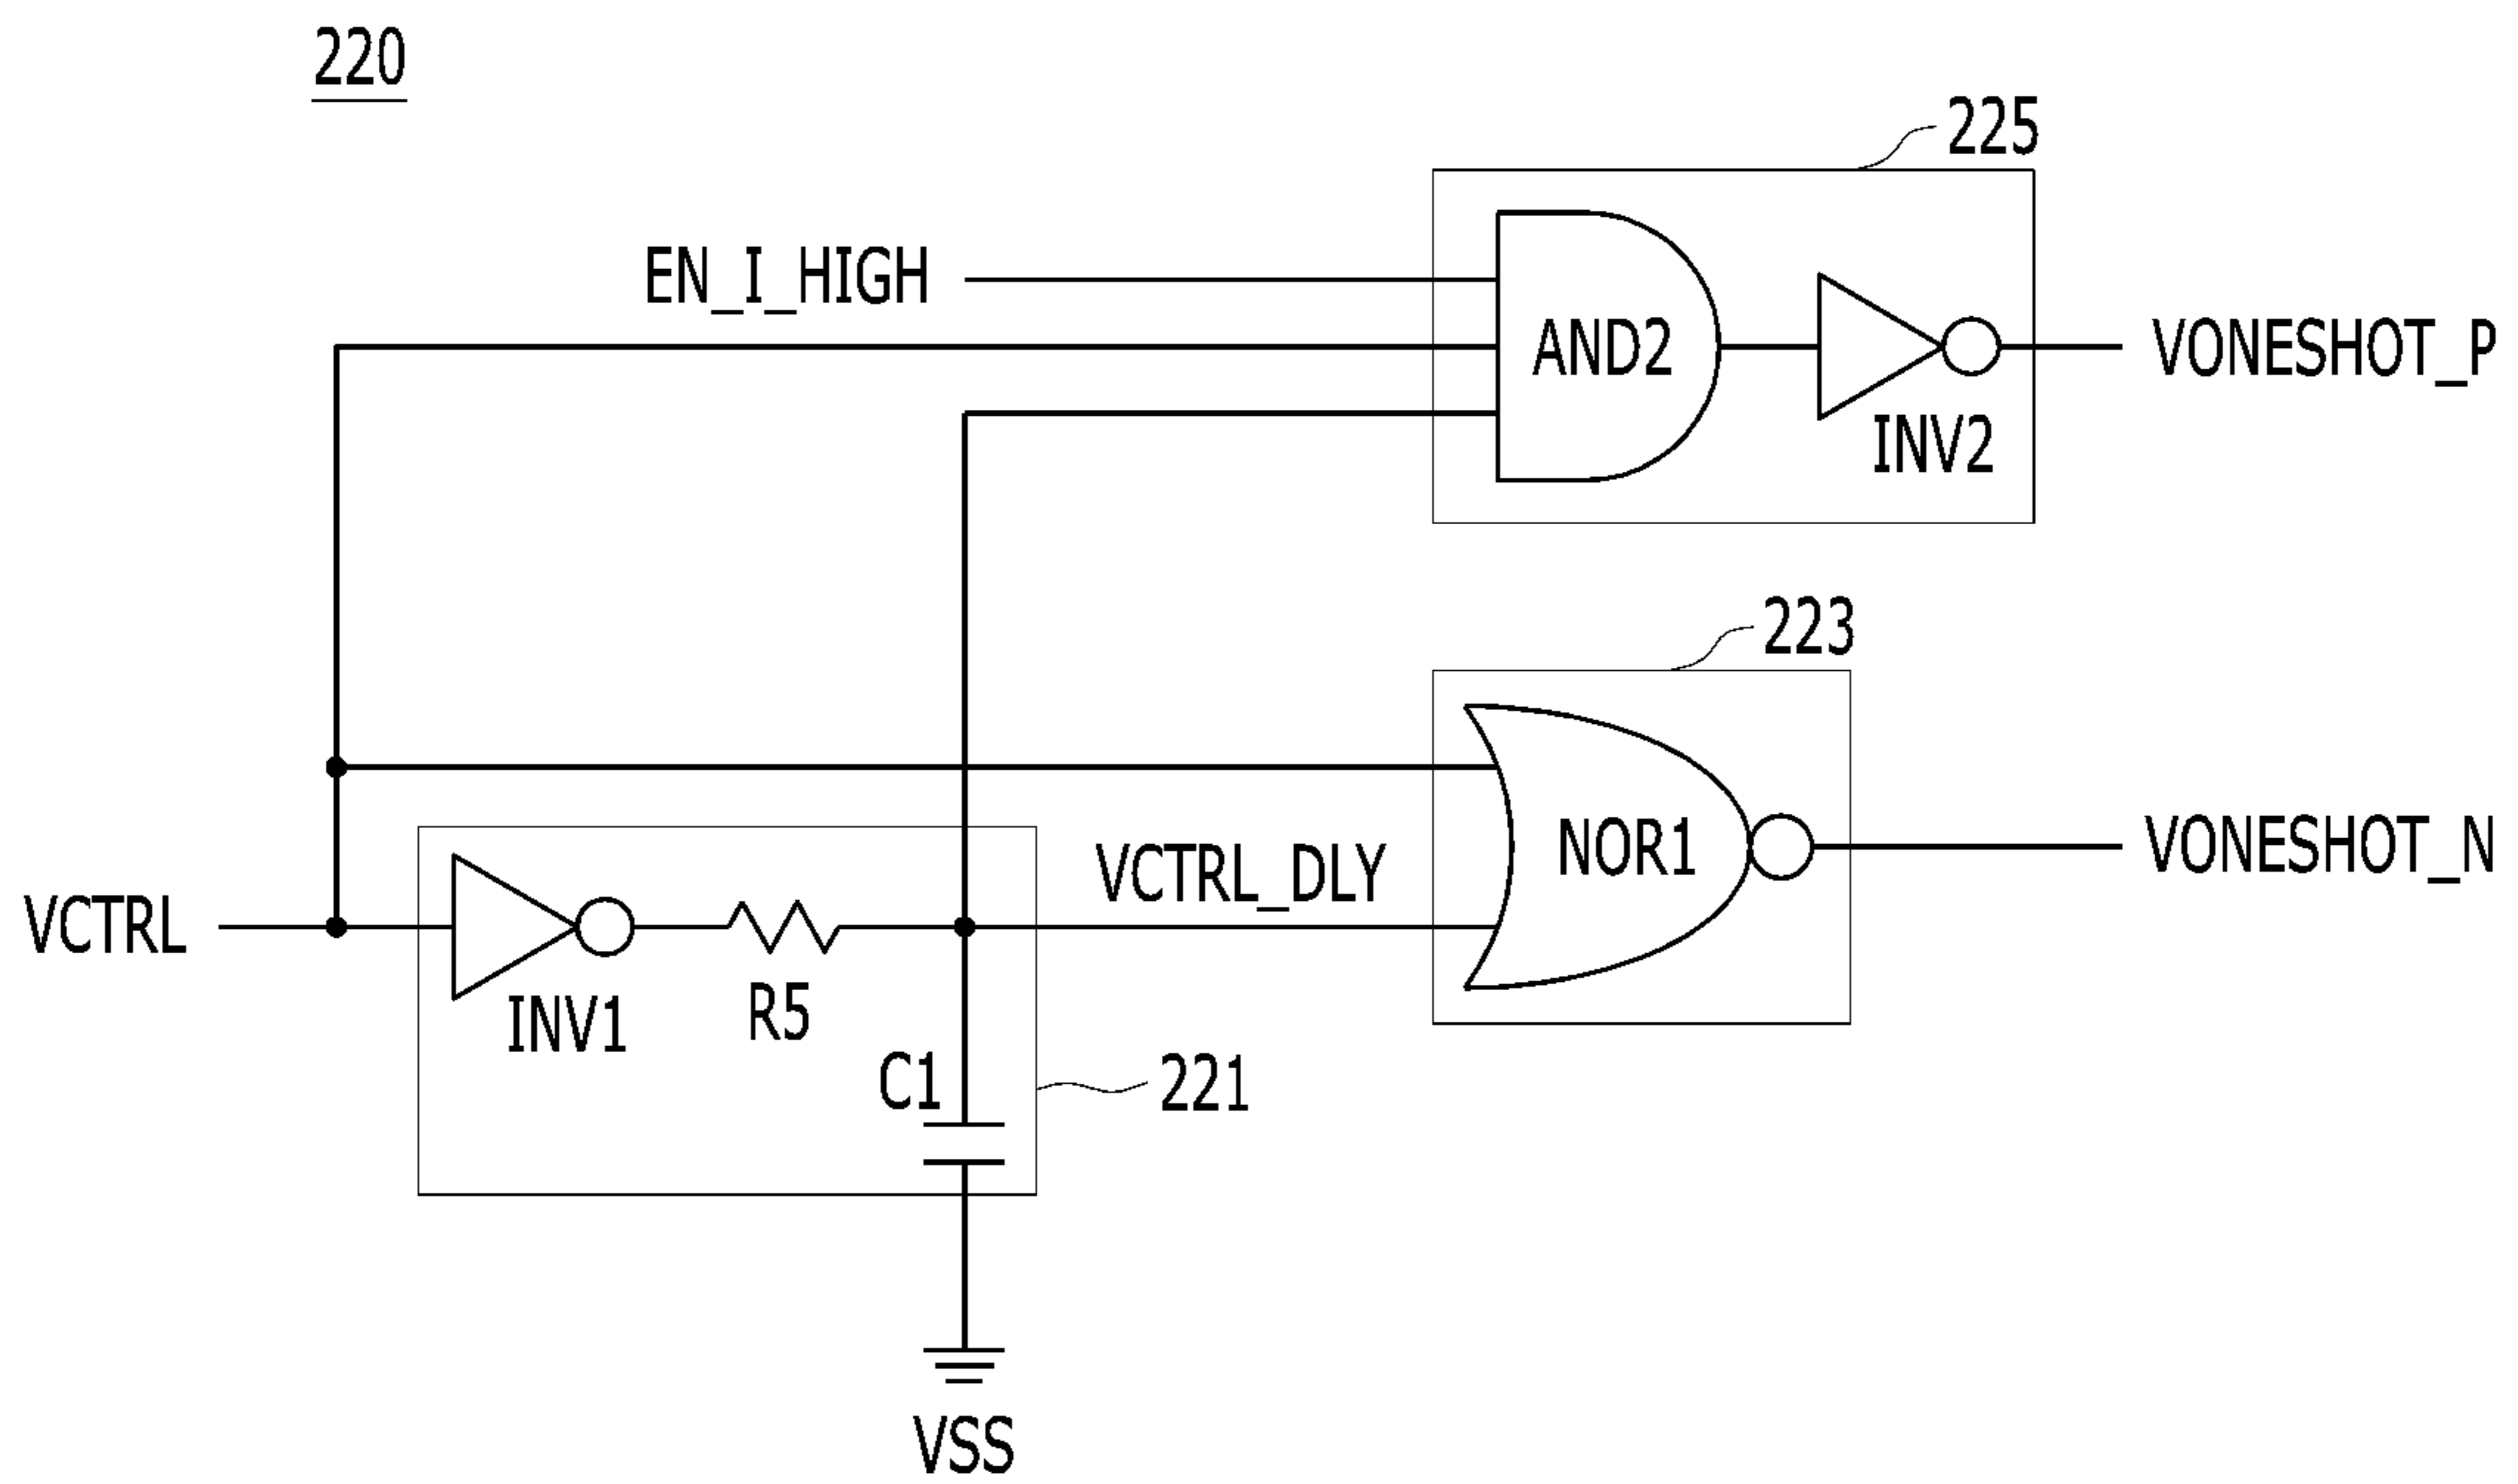 220
225
EN_I_HIGH
AND2
VONESHOT_P
INV2
223
VCTRL_DLY
NOR1
VONESHOT_N
VCTRL
INV1
R5
C1
221
VSS